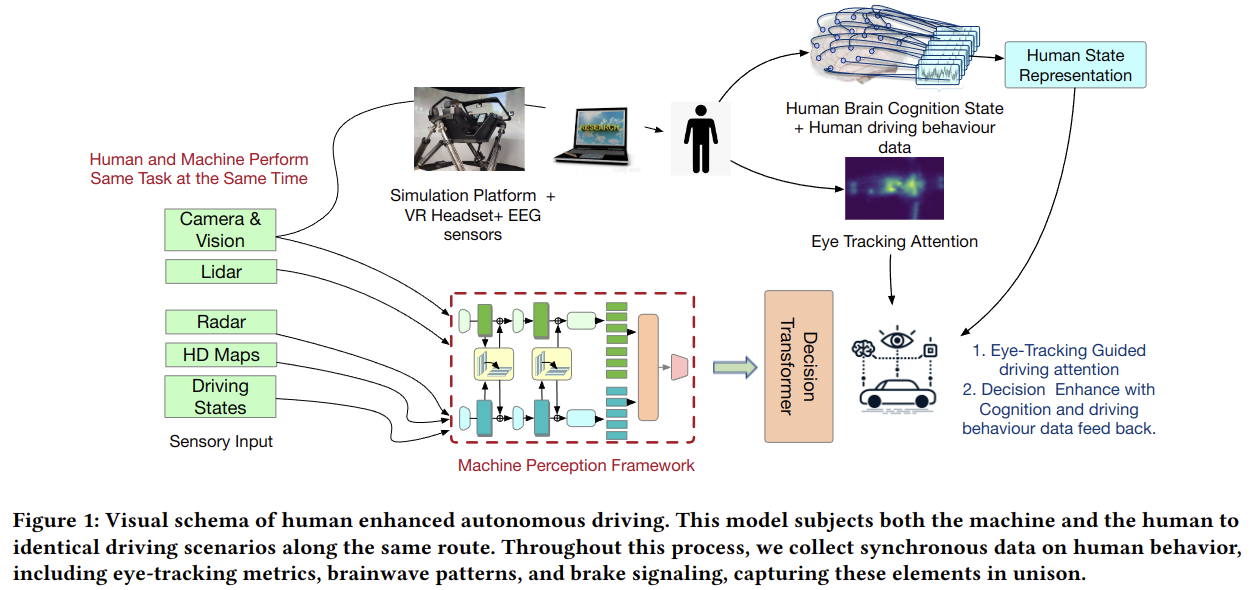 Human and Machine Perform
Same Task at the Same Time
Camera &
Vision
Lidar
Radar
HD Maps
Driving
States
Sensory Input
RESEARCH
Simulation Platform +
VR Headset+ EEG
sensors
Human Brain Cognition State
+ Human driving behaviour
data
Human State
Representation
Eye Tracking Attention
Machine Perception Framework
Decision
Transformer
1. Eye-Tracking Guided
driving attention
2. Decision Enhance with
Cognition and driving
behaviour data feed back.
Figure 1: Visual schema of human enhanced autonomous driving. This model subjects both the machine and the human to
identical driving scenarios along the same route. Throughout this process, we collect synchronous data on human behavior,
including eye-tracking metrics, brainwave patterns, and brake signaling, capturing these elements in unison.